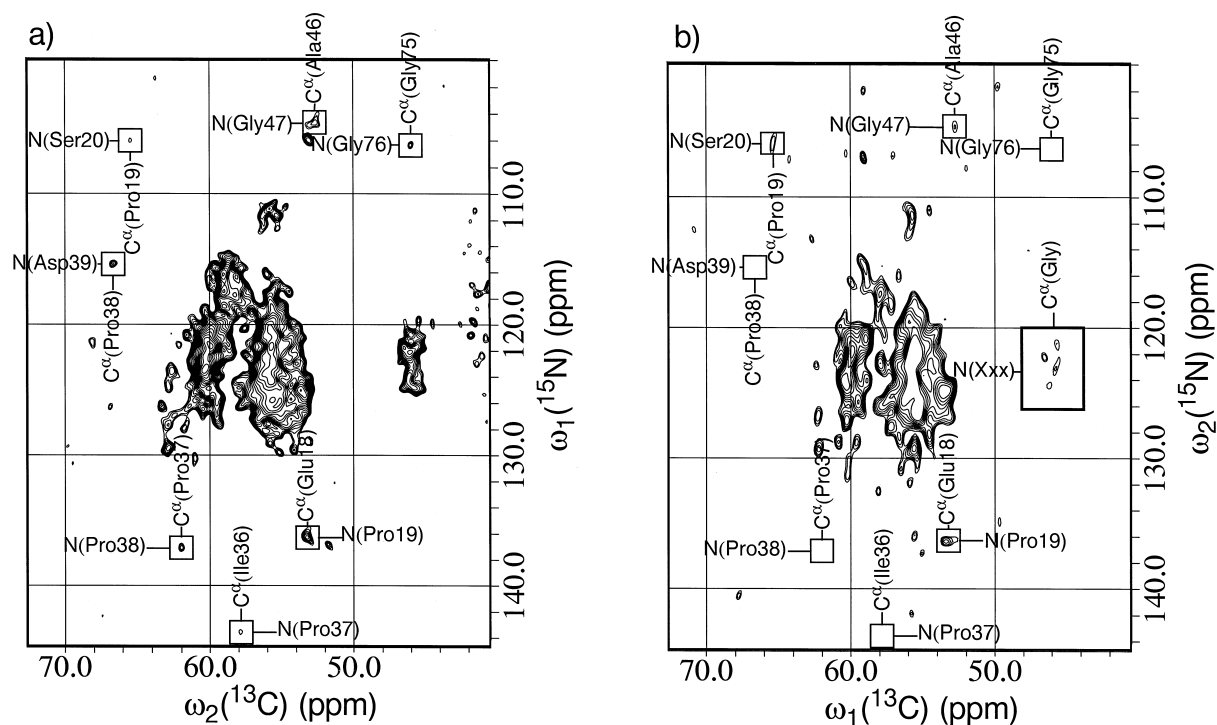 a)
N(Ser20)
Cα(Pro19)
N(Gly47)
Cα(Ala46)
N(Gly76)
Cα(Gly75)
N(Asp39)
Cα(Pro38)
N(Pro38)
Cα(Pro37)
Cα(Glu18)
N(Pro19)
Cα(Ile36)
N(Pro37)
110.0
120.0
130.0
140.0
ω1(15N) (ppm)
70.0 60.0 50.0
ω2(13C) (ppm)
b)
N(Ser20)
Cα(Pro19)
N(Gly47)
Cα(Ala46)
N(Gly76)
Cα(Gly75)
N(Asp39)
Cα(Pro38)
Cα(Gly)
N(Xxx)
N(Pro38)
Cα(Pro37)
Cα(Glu18)
N(Pro19)
Cα(Ile36)
N(Pro37)
110.0
120.0
130.0
140.0
ω2(15N) (ppm)
70.0 60.0 50.0
ω1(13C) (ppm)